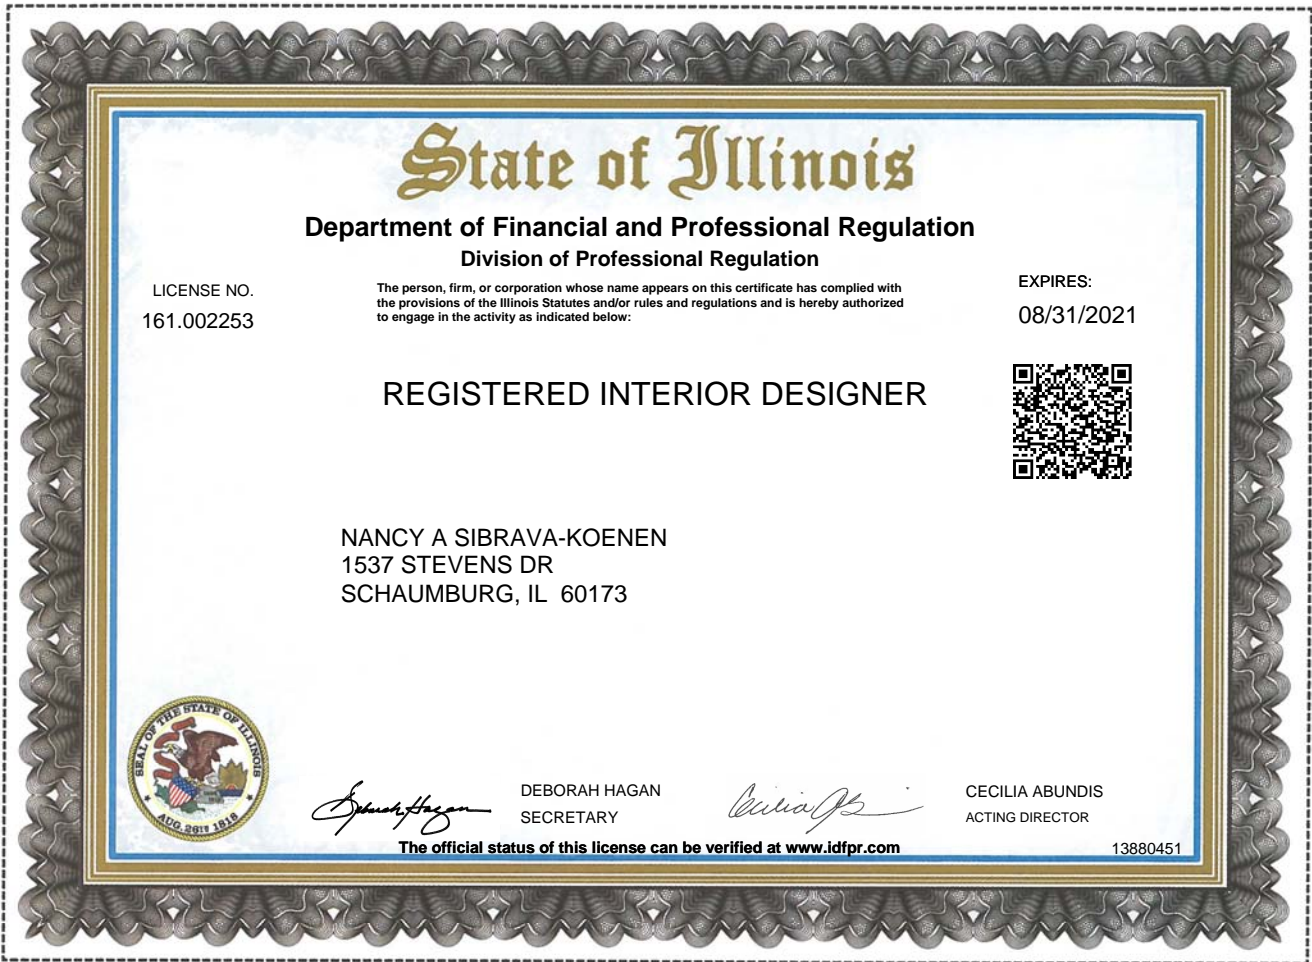 State of Illinois
Department of Financial and Professional Regulation
Division of Professional Regulation
LICENSE NO.
161.002253
The person, firm, or corporation whose name appears on this certificate has complied with
the provisions of the Illinois Statutes and/or rules and regulations and is hereby authorized
to engage in the activity as indicated below:
EXPIRES:
08/31/2021
REGISTERED INTERIOR DESIGNER
NANCY A SIBRAVA-KOENEN
1537 STEVENS DR
SCHAUMBURG, IL  60173
SEAL OF THE STATE OF ILLINOIS
AUG. 26TH 1818
Deborah Hagan
DEBORAH HAGAN
SECRETARY
CECILIA ABUNDIS
ACTING DIRECTOR
The official status of this license can be verified at www.idfpr.com
13880451